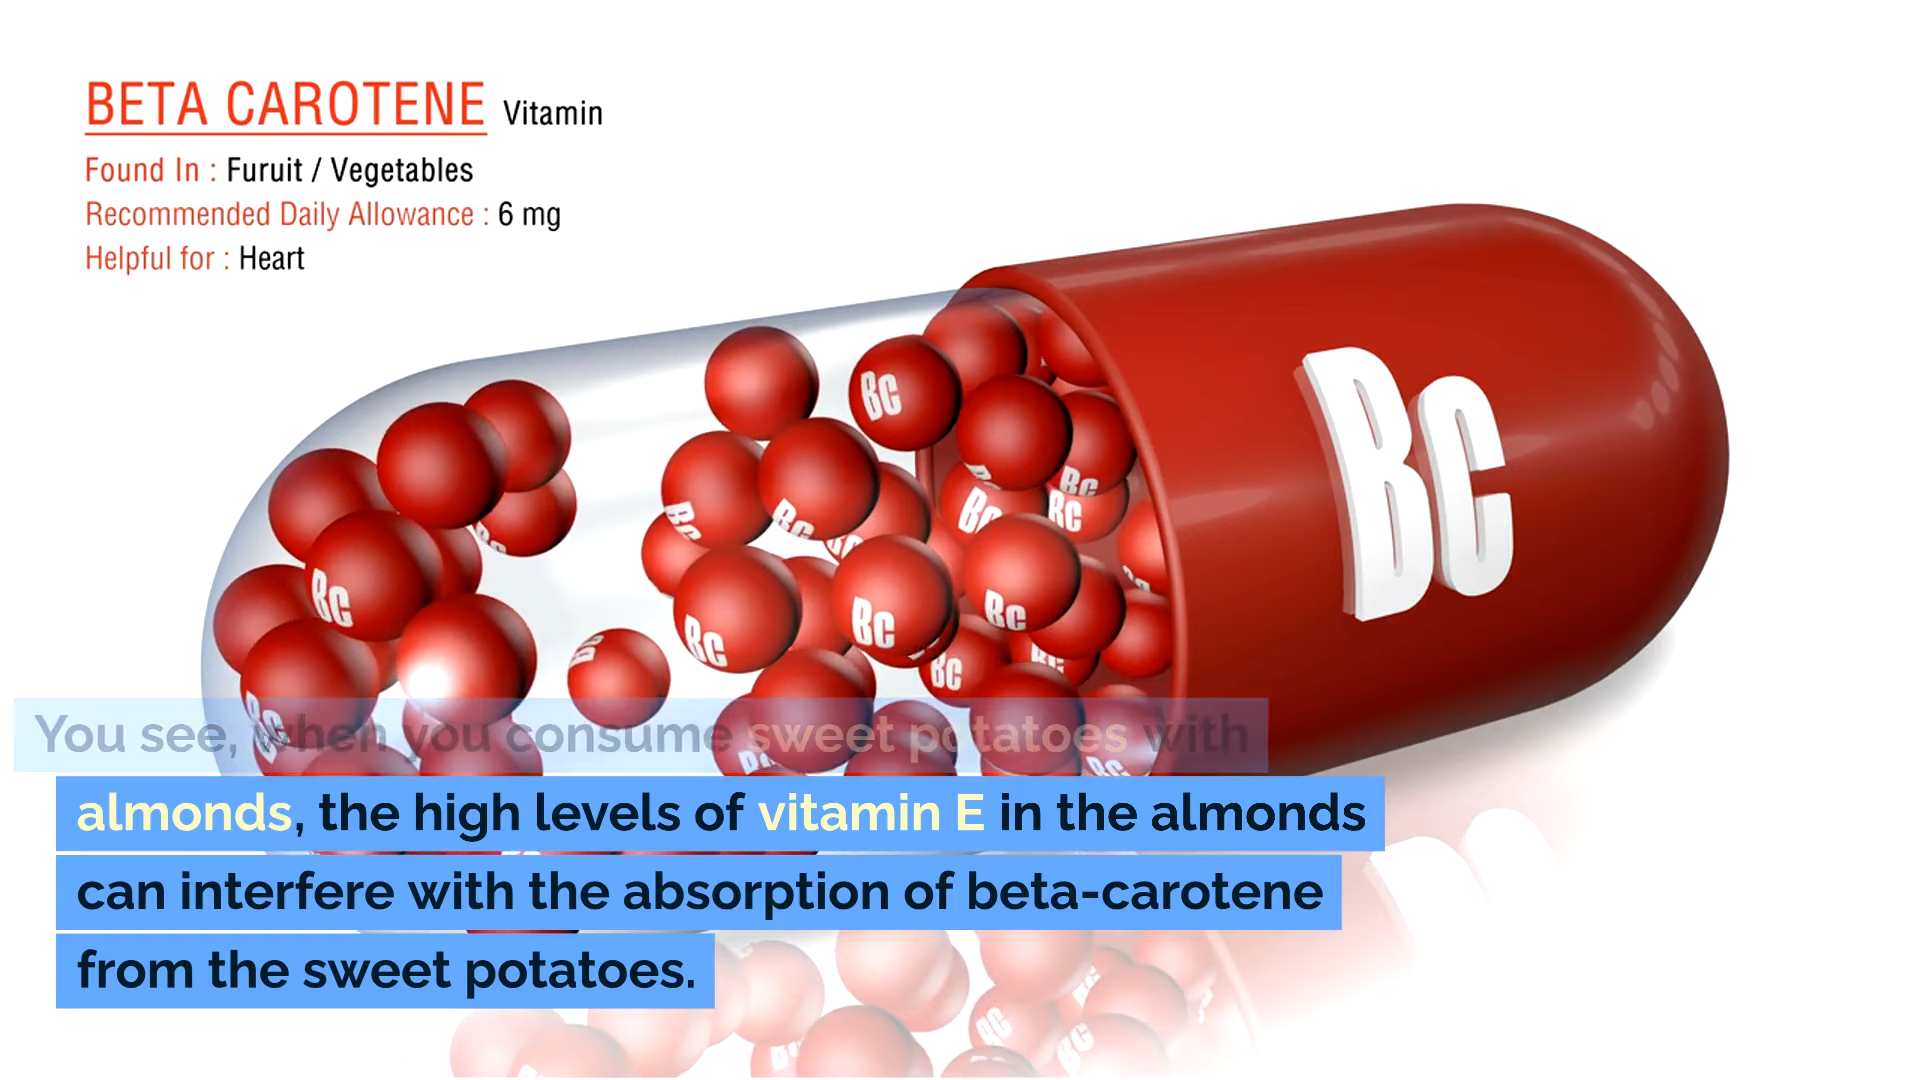 BETA CAROTENE Vitamin
Found In : Furuit / Vegetables
Recommended Daily Allowance : 6 mg
Helpful for : Heart
Bc
You see, when you consume sweet potatoes with
almonds, the high levels of vitamin E in the almonds
can interfere with the absorption of beta-carotene
from the sweet potatoes.